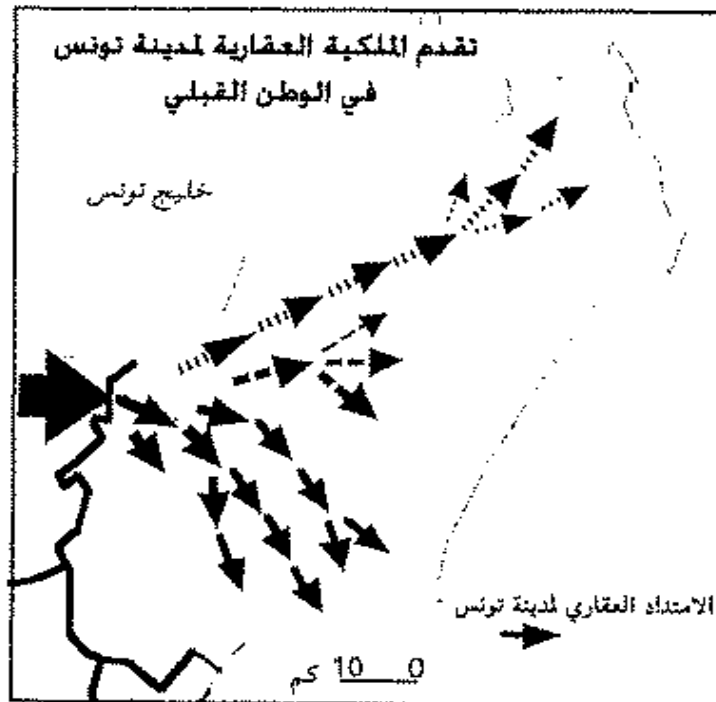 تقدم الملكية العقارية لمدينة تونس
في الوطن القبلي
خليج تونس
الامتداد العقاري لمدينة تونس
0 10 كم